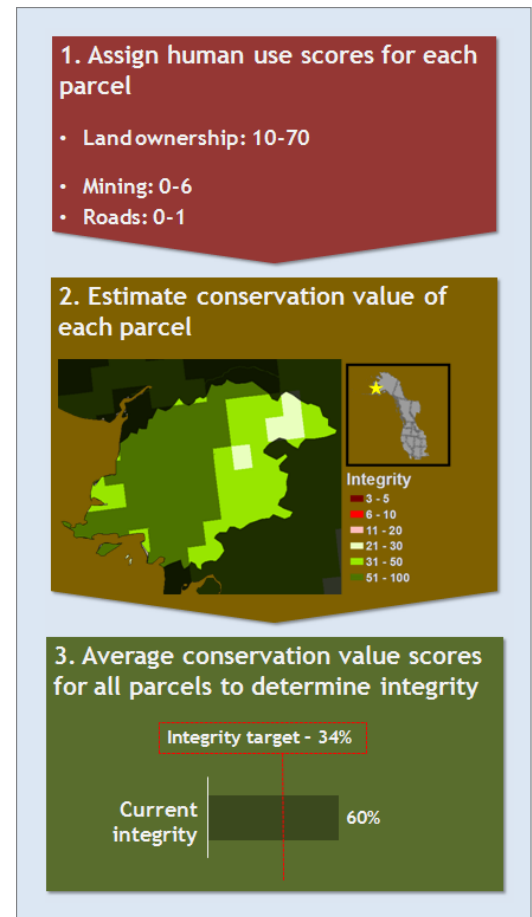 1. Assign human use scores for each
parcel
• Land ownership: 10-70
• Mining: 0-6
• Roads: 0-1
2. Estimate conservation value of
each parcel
Integrity
3 - 5
6 - 10
11 - 20
21 - 30
31 - 50
51 - 100
3. Average conservation value scores
for all parcels to determine integrity
Integrity target - 34%
Current
integrity
60%